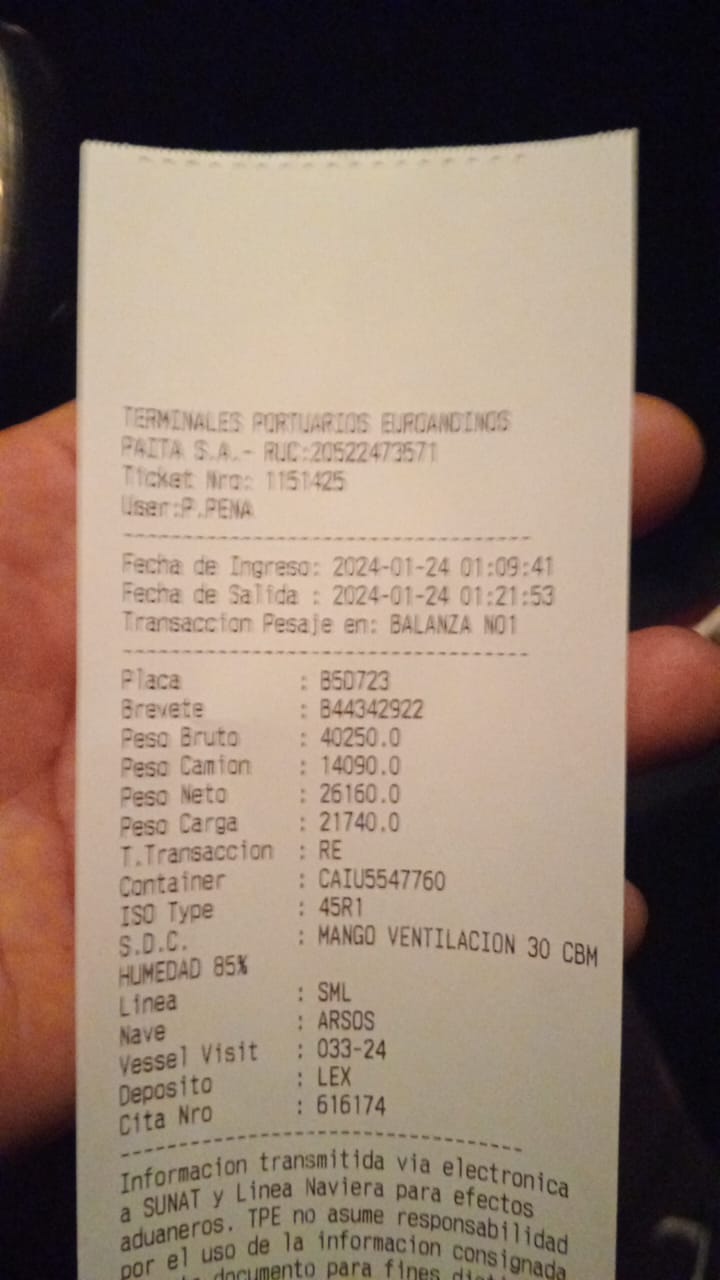 TERMINALES PORTUARIOS EUROANDINOS
PAITA S.A.- RUC:20522473571
Ticket Nro: 1151425
User:P.PENA
Fecha de Ingreso: 2024-01-24 01:09:41
Fecha de Salida : 2024-01-24 01:21:53
Transaccion Pesaje en: BALANZA NO1
Placa : B5D723
Brevete : B44342922
Peso Bruto : 40250.0
Peso Camion : 14090.0
Peso Neto : 26160.0
Peso Carga : 21740.0
T.Transaccion : RE
Container : CAIU5547760
ISO Type : 45R1
S.D.C. : MANGO VENTILACION 30 CBM
HUMEDAD 85%
Linea : SML
Nave : ARSOS
Vessel Visit : 033-24
Deposito : LEX
Cita Nro : 616174
Informacion transmitida via electronica
a SUNAT y Linea Naviera para efectos
aduaneros. TPE no asume responsabilidad
por el uso de la informacion consignada
documento para fines